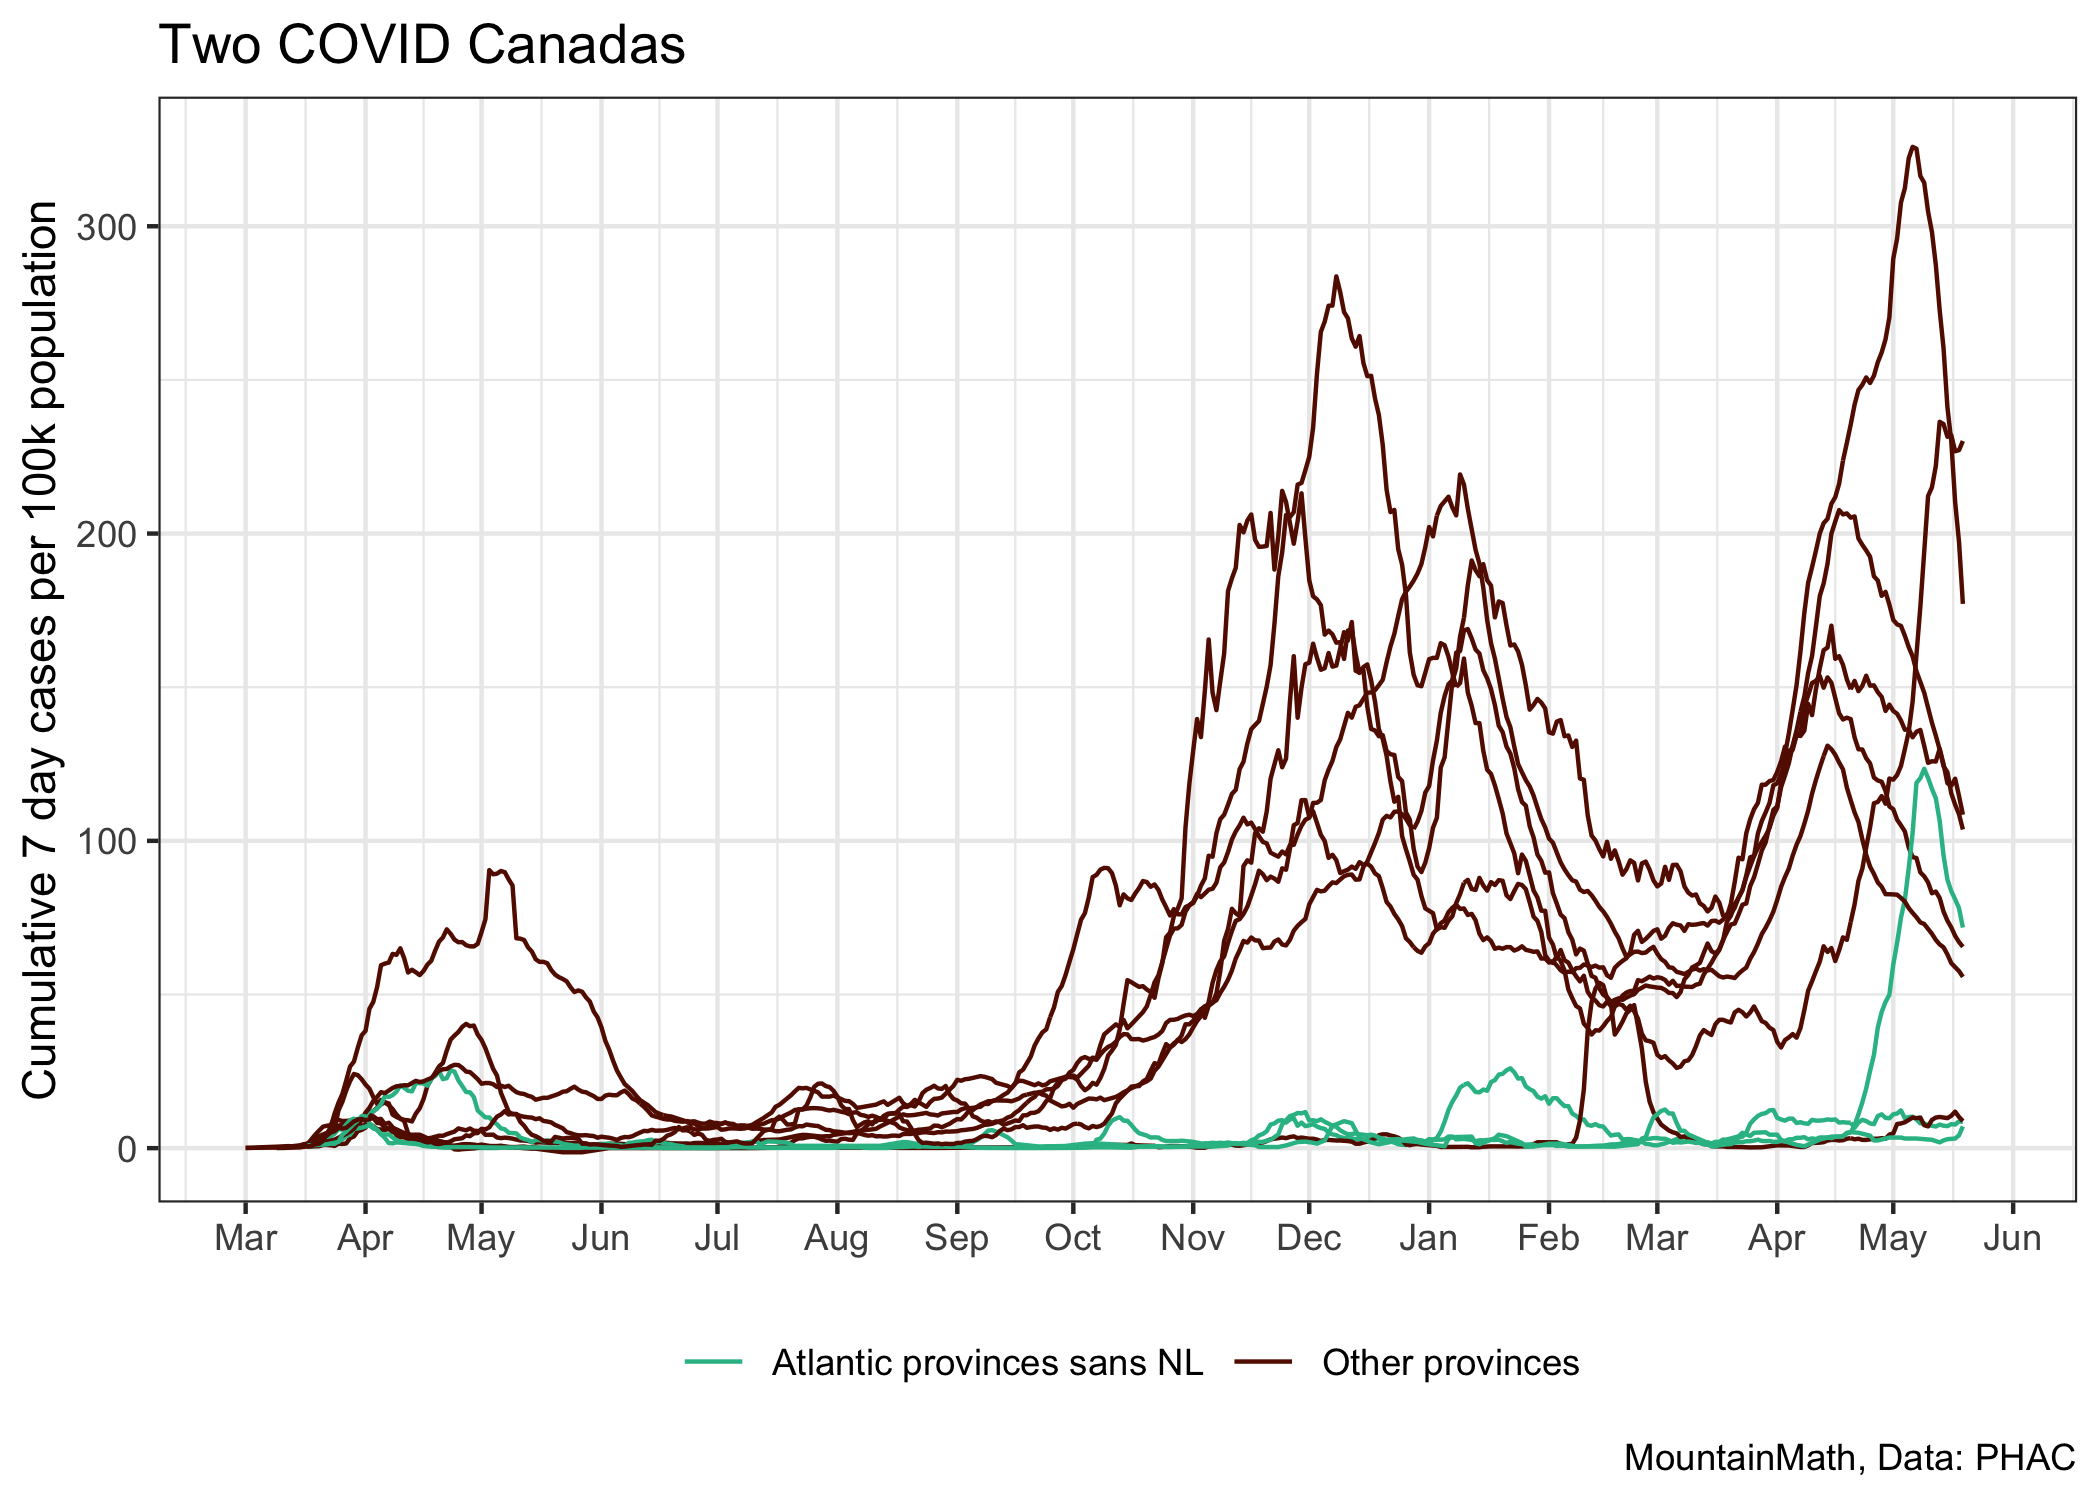 Two COVID Canadas
Cumulative 7 day cases per 100k population
300
200
100
0
Mar Apr May Jun Jul Aug Sep Oct Nov Dec Jan Feb Mar Apr May Jun
Atlantic provinces sans NL Other provinces
MountainMath, Data: PHAC